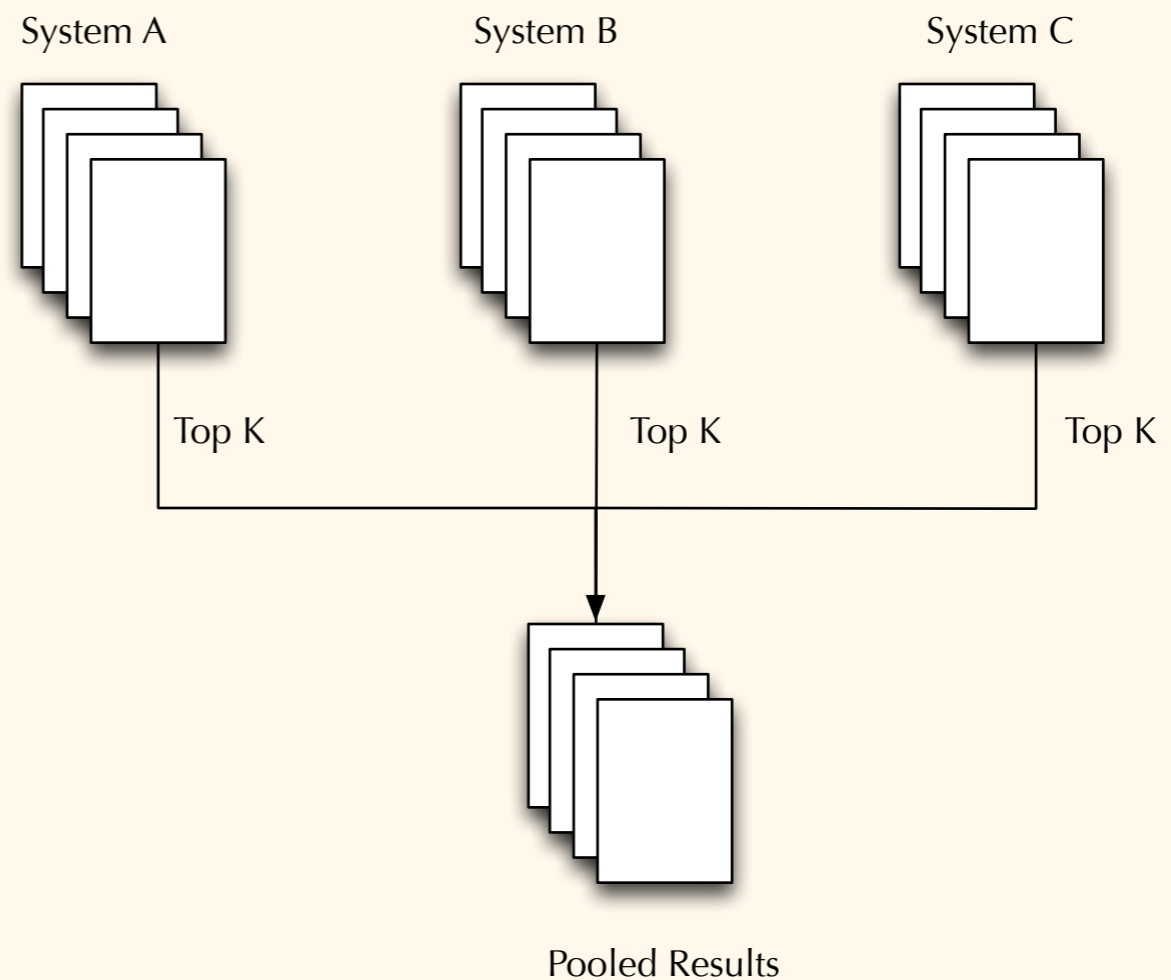 System A
System B
System C
Top K
Top K
Top K
Pooled Results